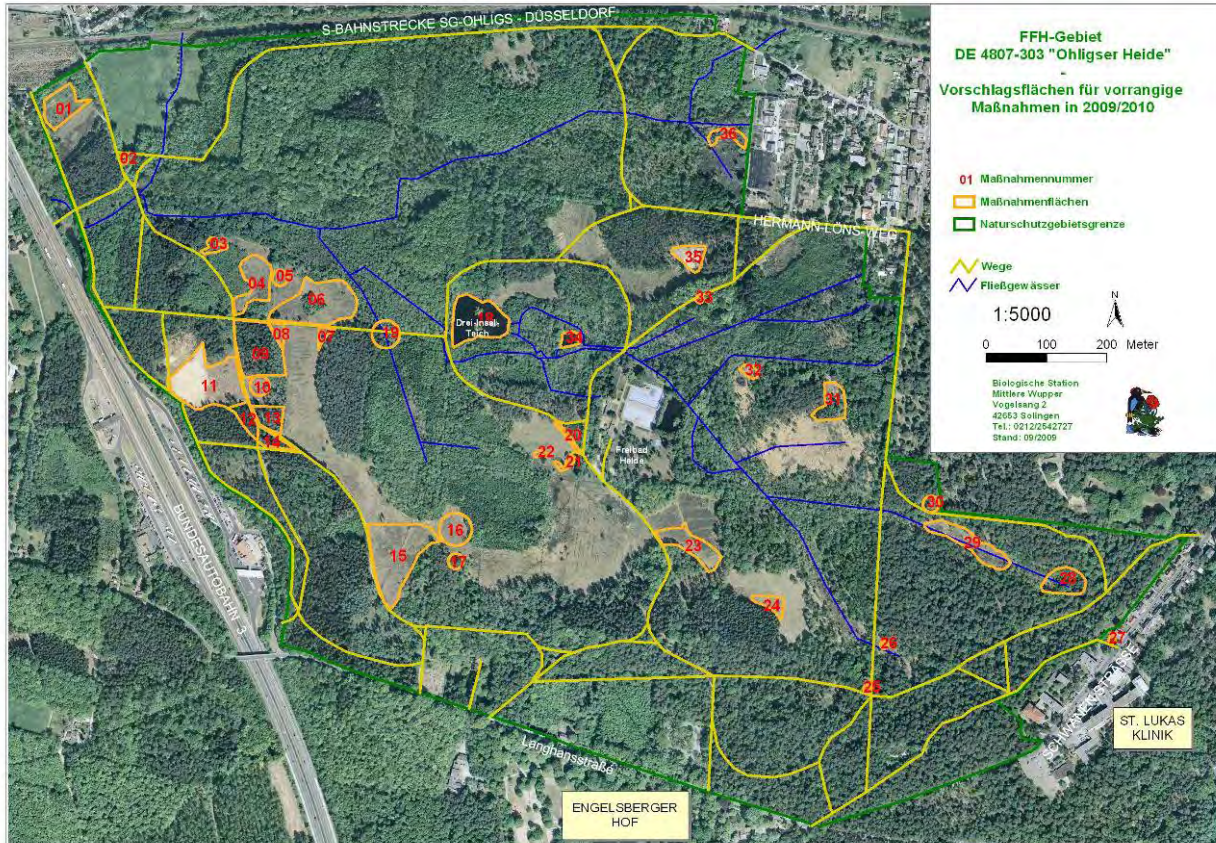 S-BAHNSTRECKE SG-OHLIGS - DÜSSELDORF
FFH-Gebiet
DE 4807-303 "Ohligser Heide"
-
Vorschlagsflächen für vorrangige
Maßnahmen in 2009/2010
01 Maßnahmennummer
Maßnahmenflächen
Naturschutzgebietsgrenze
Wege
Fließgewässer
1:5000
N
0 100 200 Meter
Biologische Station
Mittlere Wupper
Vogelsang 2
42653 Solingen
Tel.: 0212/2542727
Stand: 09/2009
01
02
36
HERMANN-LÖNS-WEG
03
04
05
06
35
33
18
Drei-Insel-
Teich
07
08
19
34
09
10
11
32
31
12
13
14
20
22
21
Freibad
Heide
16
15
17
23
30
29
28
24
BUNDESAUTOBAHN 3
26
27
25
SCHWANENSTRAßE
ST. LUKAS
KLINIK
Langhansstraße
ENGELSBERGER
HOF